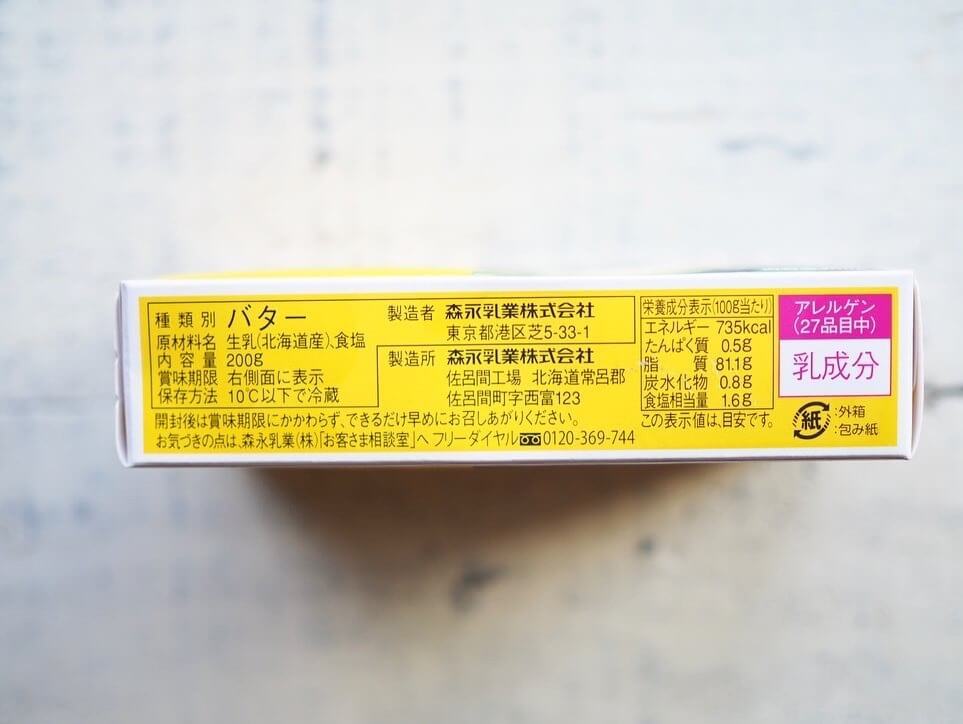 種類別 バター
原材料名 生乳(北海道産)、食塩
内容量 200g
賞味期限 右側面に表示
保存方法 10℃以下で冷蔵
製造者 森永乳業株式会社
東京都港区芝5-33-1
製造所 森永乳業株式会社
佐呂間工場 北海道常呂郡
佐呂間町字西富123
開封後は賞味期限にかかわらず、できるだけ早めにお召しあがりください。
お気づきの点は、森永乳業(株)「お客さま相談室」へ フリーダイヤル 0120-369-744
栄養成分表示(100g当たり)
エネルギー 735kcal
たんぱく質 0.5g
脂質 81.1g
炭水化物 0.8g
食塩相当量 1.6g
この表示値は、目安です。
アレルゲン
(27品目中)
乳成分
紙 :外箱
:包み紙